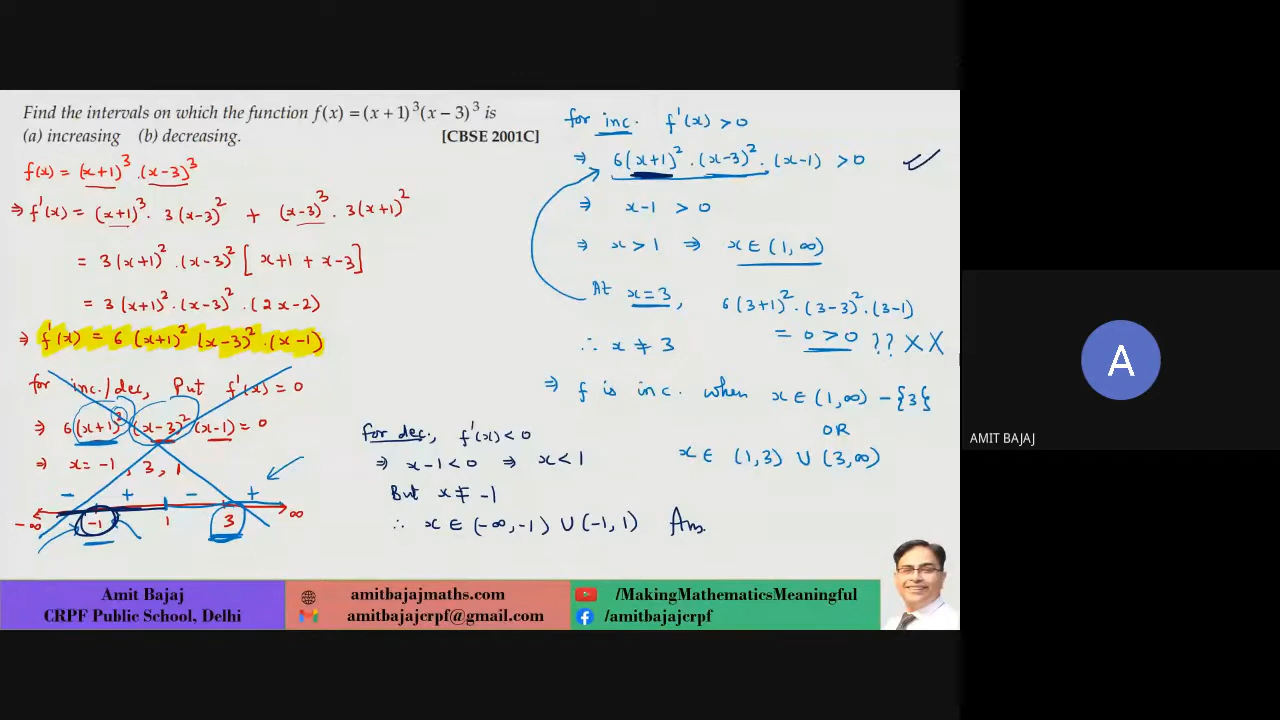 Find the intervals on which the function f(x) = (x + 1)³(x − 3)³ is
(a) increasing (b) decreasing. [CBSE 2001C]
f(x) = (x+1)³ · (x-3)³
⇒ f'(x) = (x+1)³ · 3(x-3)² + (x-3)³ · 3(x+1)²
= 3(x+1)² · (x-3)² [x+1 + x-3]
= 3(x+1)² · (x-3)² · (2x-2)
⇒ f'(x) = 6 (x+1)² (x-3)² · (x-1)
for inc./dec, Put f'(x) = 0
⇒ 6(x+1)² (x-3)² (x-1) = 0
⇒ x = -1, 3, 1
- + - +
-∞ -1 1 3 ∞
for inc. f'(x) > 0
⇒ 6(x+1)² · (x-3)² · (x-1) > 0
⇒ x-1 > 0
⇒ x > 1 ⇒ x ∈ (1, ∞)
At x=3, 6(3+1)² · (3-3)² · (3-1)
= 0 > 0 ?? X X
∴ x ≠ 3
⇒ f is inc. when x ∈ (1, ∞) - {3}
OR
x ∈ (1,3) ∪ (3,∞)
for dec., f'(x) < 0
⇒ x-1 < 0 ⇒ x < 1
But x ≠ -1
∴ x ∈ (-∞, -1) ∪ (-1, 1) Ans
Amit Bajaj
CRPF Public School, Delhi
amitbajajmaths.com
amitbajajcrpf@gmail.com
/MakingMathematicsMeaningful
/amitbajajcrpf
A
AMIT BAJAJ